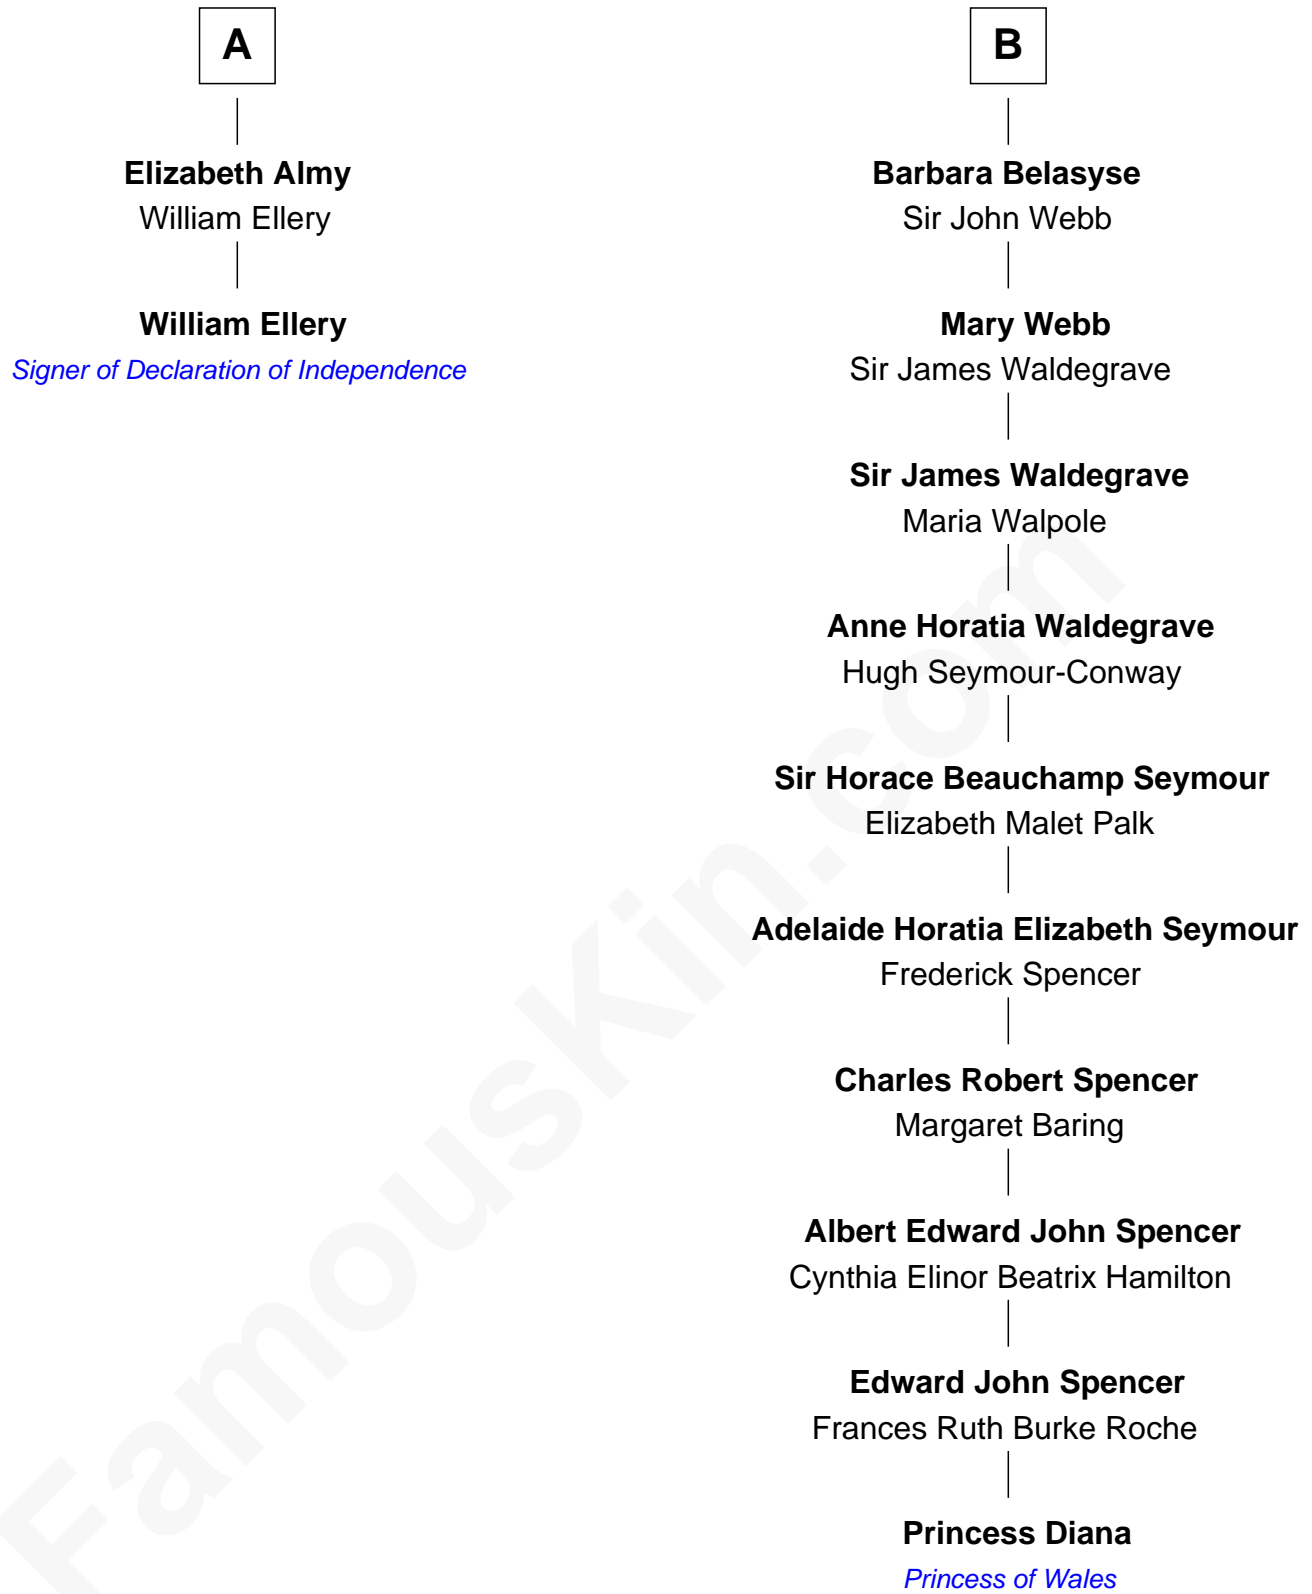 A
Elizabeth Almy
William Ellery
William Ellery
Signer of Declaration of Independence
B
Barbara Belasyse
Sir John Webb
Mary Webb
Sir James Waldegrave
Sir James Waldegrave
Maria Walpole
Anne Horatia Waldegrave
Hugh Seymour-Conway
Sir Horace Beauchamp Seymour
Elizabeth Malet Palk
Adelaide Horatia Elizabeth Seymour
Frederick Spencer
Charles Robert Spencer
Margaret Baring
Albert Edward John Spencer
Cynthia Elinor Beatrix Hamilton
Edward John Spencer
Frances Ruth Burke Roche
Princess Diana
Princess of Wales
FamousKin.com